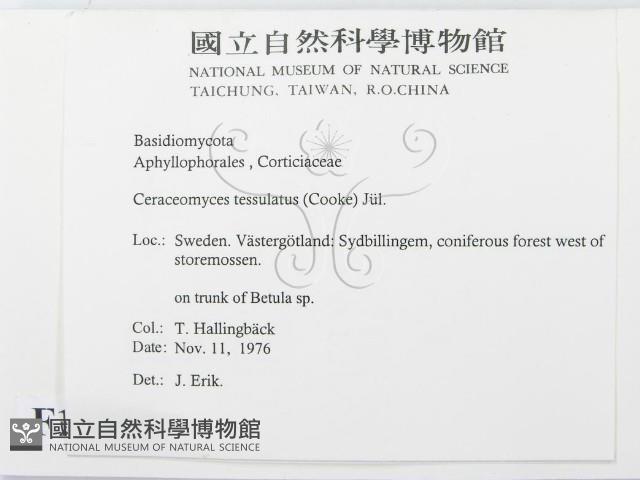 國立自然科學博物館
NATIONAL MUSEUM OF NATURAL SCIENCE
TAICHUNG, TAIWAN, R.O.CHINA
Basidiomycota
Aphyllophorales , Corticiaceae
Ceraceomyces tessulatus (Cooke) Jül.
Loc.: Sweden. Västergötland: Sydbillingem, coniferous forest west of
storemossen.
on trunk of Betula sp.
Col.: T. Hallingbäck
Date: Nov. 11, 1976
Det.: J. Erik.
國立自然科學博物館
NATIONAL MUSEUM OF NATURAL SCIENCE